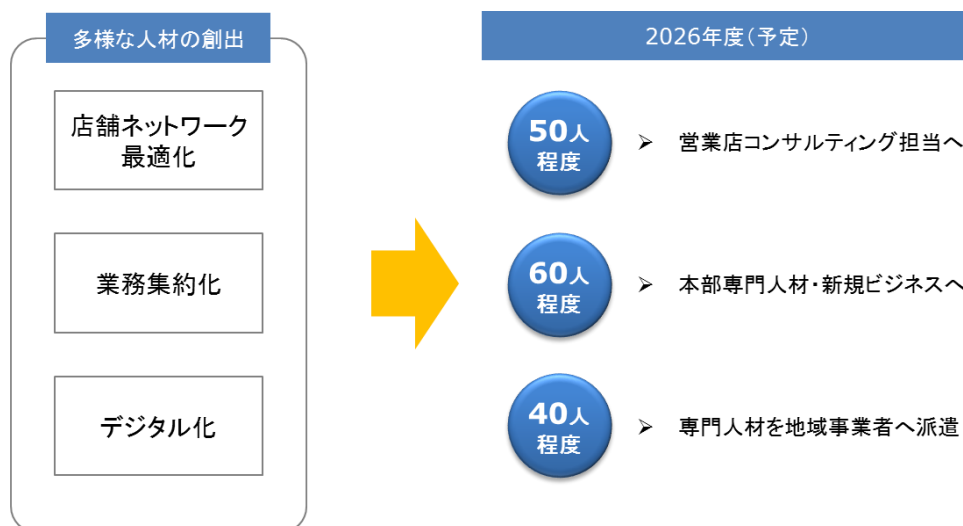 多様な人材の創出
店舗ネットワーク
最適化
業務集約化
デジタル化
2026年度(予定)
50人
程度
➢ 営業店コンサルティング担当へ
60人
程度
➢ 本部専門人材・新規ビジネスへ
40人
程度
➢ 専門人材を地域事業者へ派遣